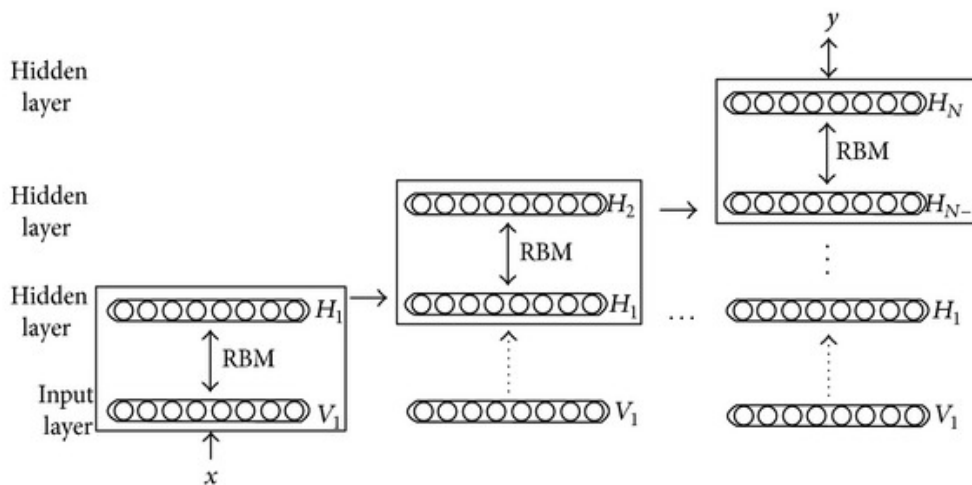 y
Hidden
layer
H_N
RBM
Hidden
layer
H_2
H_{N-
RBM
Hidden
layer
H_1
H_1
...
H_1
RBM
Input
layer
V_1
V_1
V_1
x